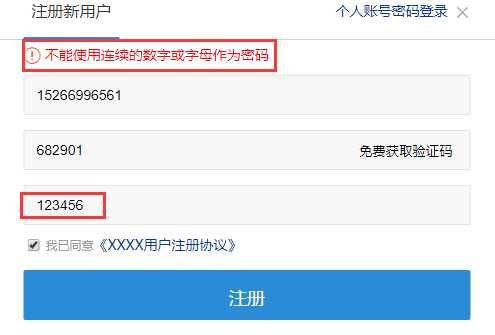 注册新用户 个人账号密码登录
不能使用连续的数字或字母作为密码
15266996561
682901 免费获取验证码
123456
我已同意《XXXX用户注册协议》
注册